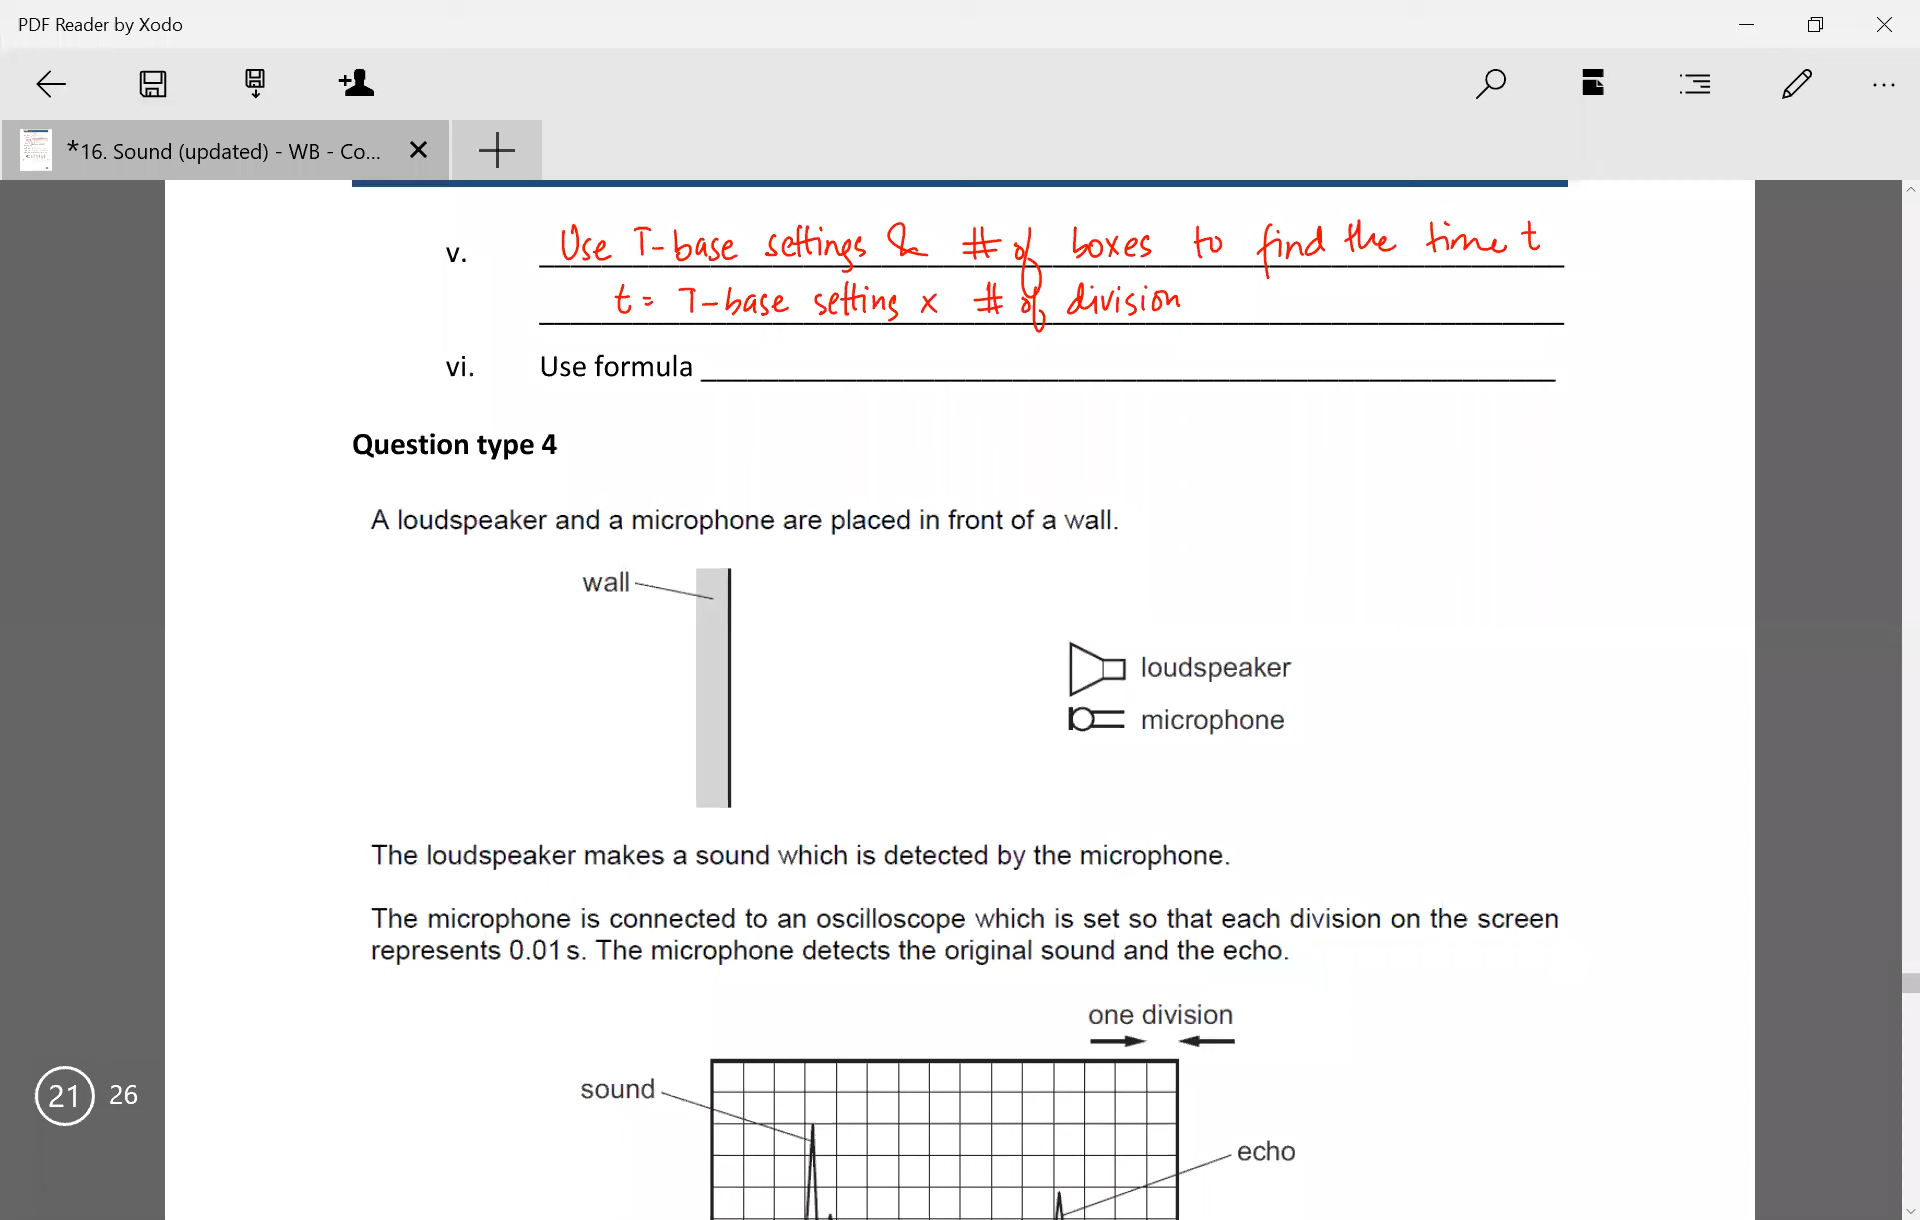 PDF Reader by Xodo
*16. Sound (updated) - WB - Co...
v. Use T-base settings & # of boxes to find the time t
t = T-base setting x # of division
vi. Use formula
Question type 4
A loudspeaker and a microphone are placed in front of a wall.
wall
loudspeaker
microphone
The loudspeaker makes a sound which is detected by the microphone.
The microphone is connected to an oscilloscope which is set so that each division on the screen
represents 0.01 s. The microphone detects the original sound and the echo.
one division
sound
echo
21 26